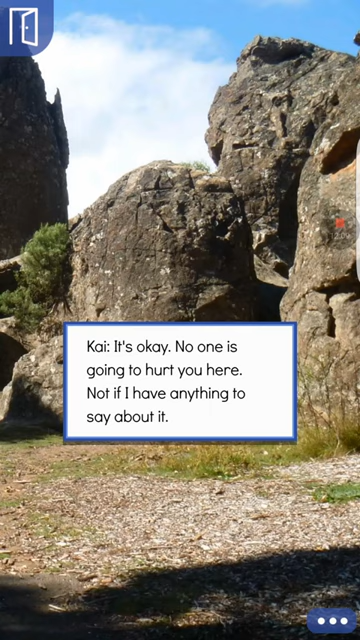 Kai: It's okay. No one is
going to hurt you here.
Not if I have anything to
say about it.